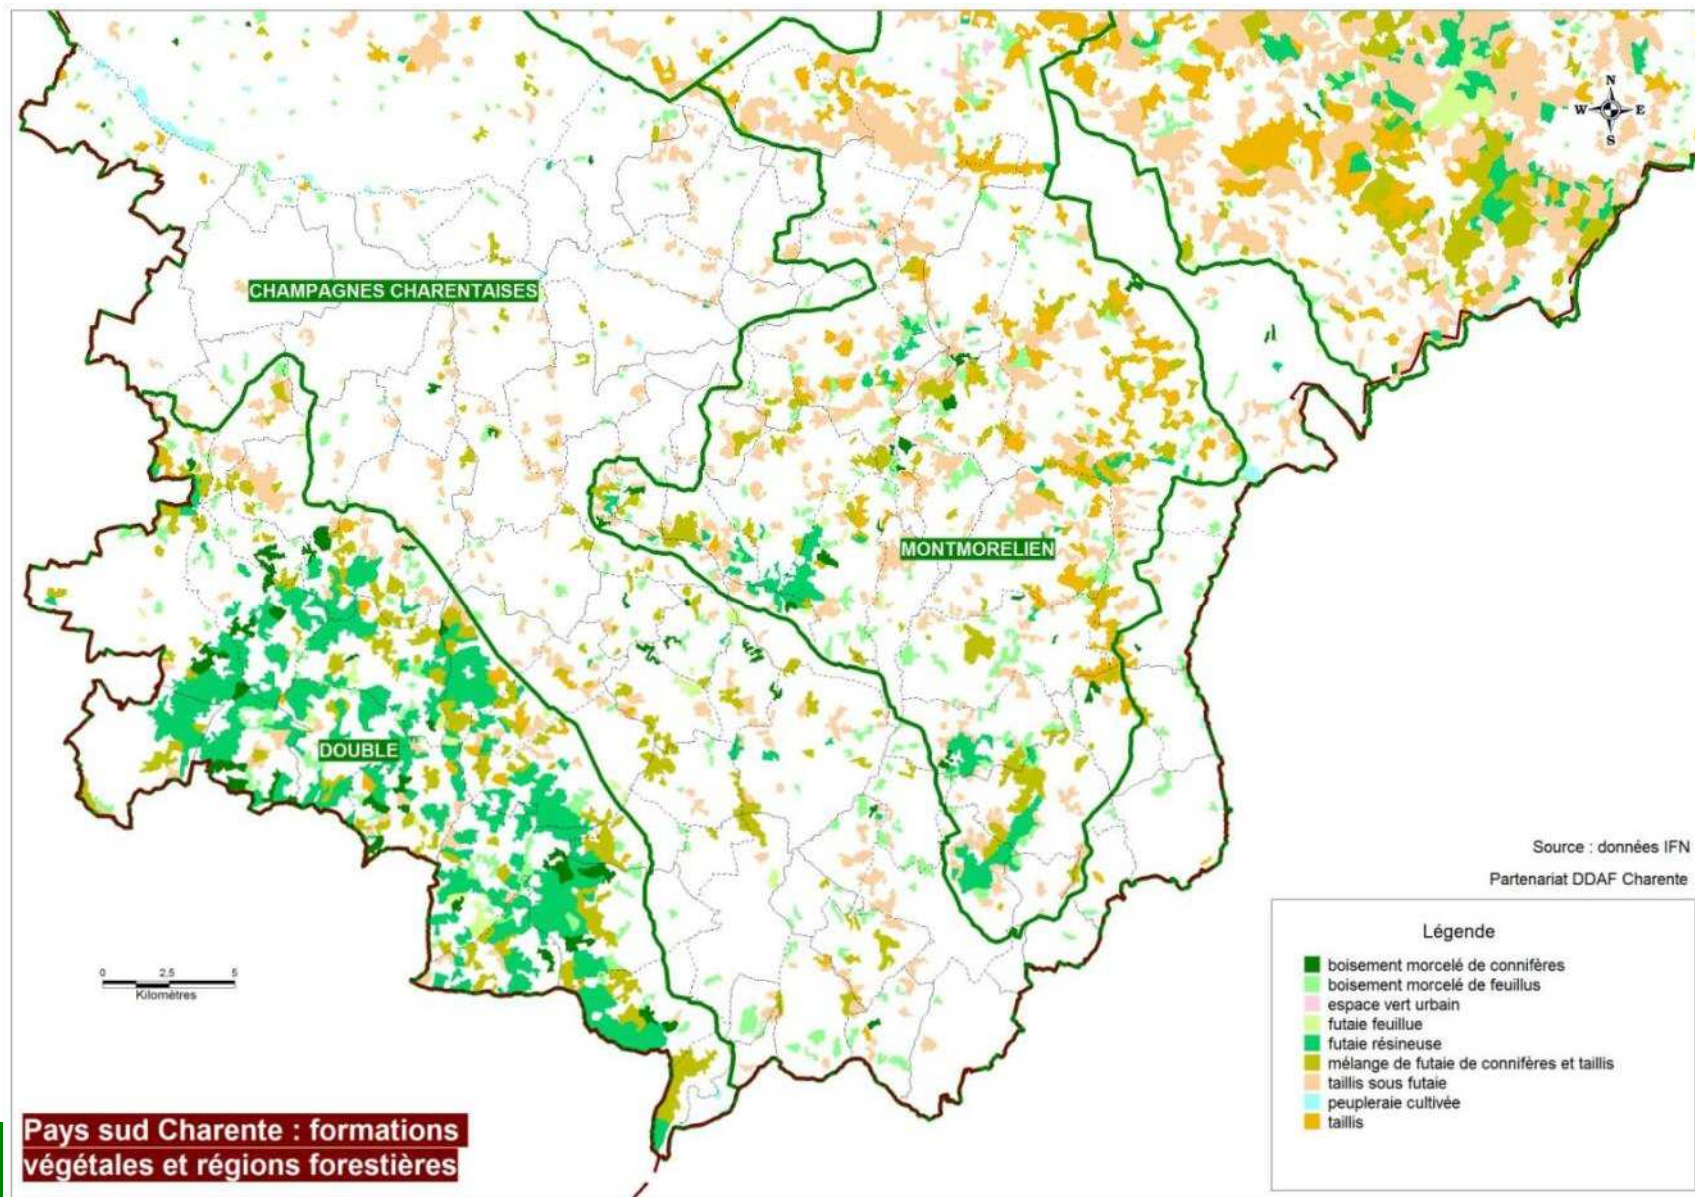 N
W E
S
CHAMPAGNES CHARENTAISES
MONTMORELIEN
DOUBLE
Source : données IFN
Partenariat DDAF Charente
Légende
boisement morcelé de connifères
boisement morcelé de feuillus
espace vert urbain
futaie feuillue
futaie résineuse
mélange de futaie de connifères et taillis
taillis sous futaie
peupleraie cultivée
taillis
0 2,5 5
Kilomètres
Pays sud Charente : formations
végétales et régions forestières